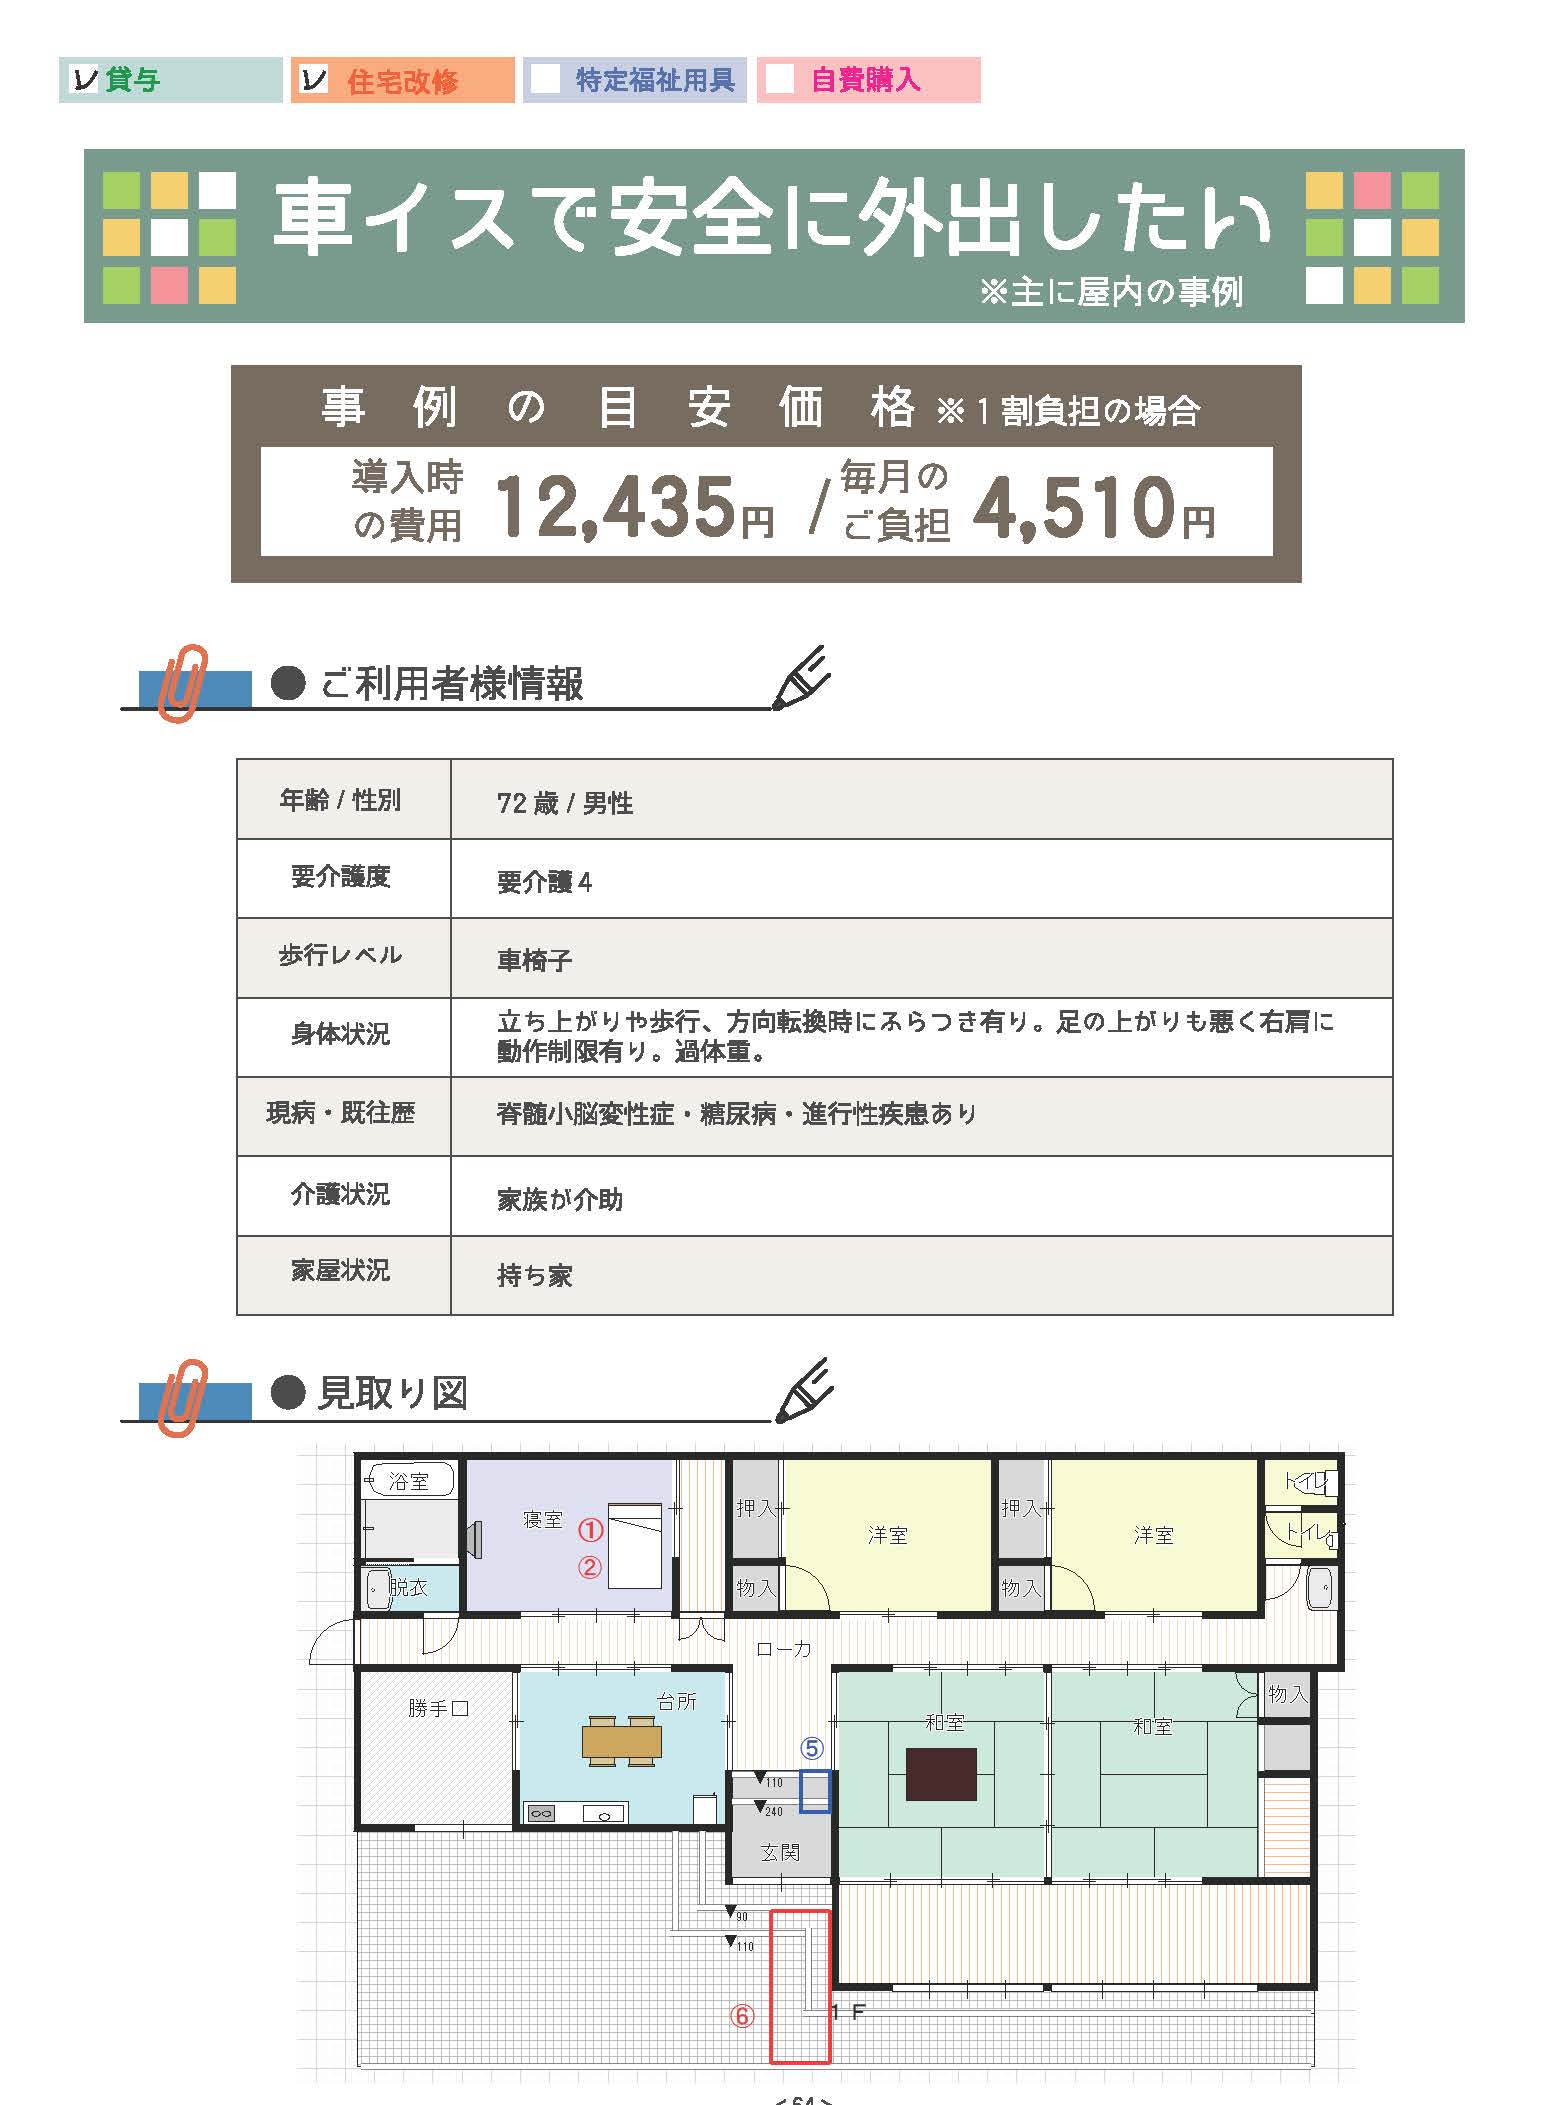 レ 貸与 レ 住宅改修 特定福祉用具 自費購入
車イスで安全に外出したい
※主に屋内の事例
事例の目安価格 ※1割負担の場合
導入時の費用 12,435円 / 毎月のご負担 4,510円
● ご利用者様情報
年齢 / 性別 72 歳 / 男性
要介護度 要介護 4
歩行レベル 車椅子
身体状況 立ち上がりや歩行、方向転換時にふらつき有り。足の上がりも悪く右肩に
動作制限有り。過体重。
現病・既往歴 脊髄小脳変性症・糖尿病・進行性疾患あり
介護状況 家族が介助
家屋状況 持ち家
● 見取り図
浴室
寝室
①
②
押入
洋室
押入
洋室
トイレ
トイレ
脱衣
物入
物入
ローカ
勝手口
台所
和室
和室
物入
⑤
110
240
玄関
90
110
⑥
1 F
<64>